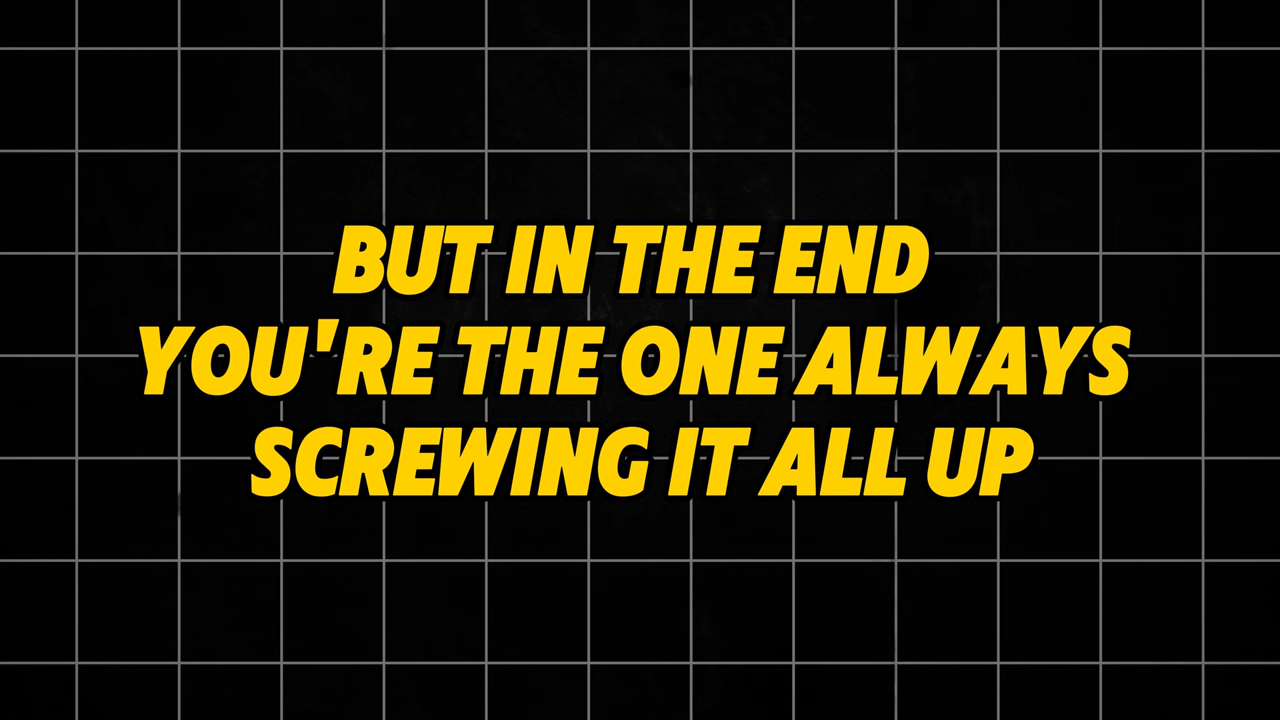 BUT IN THE END
YOU'RE THE ONE ALWAYS
SCREWING IT ALL UP